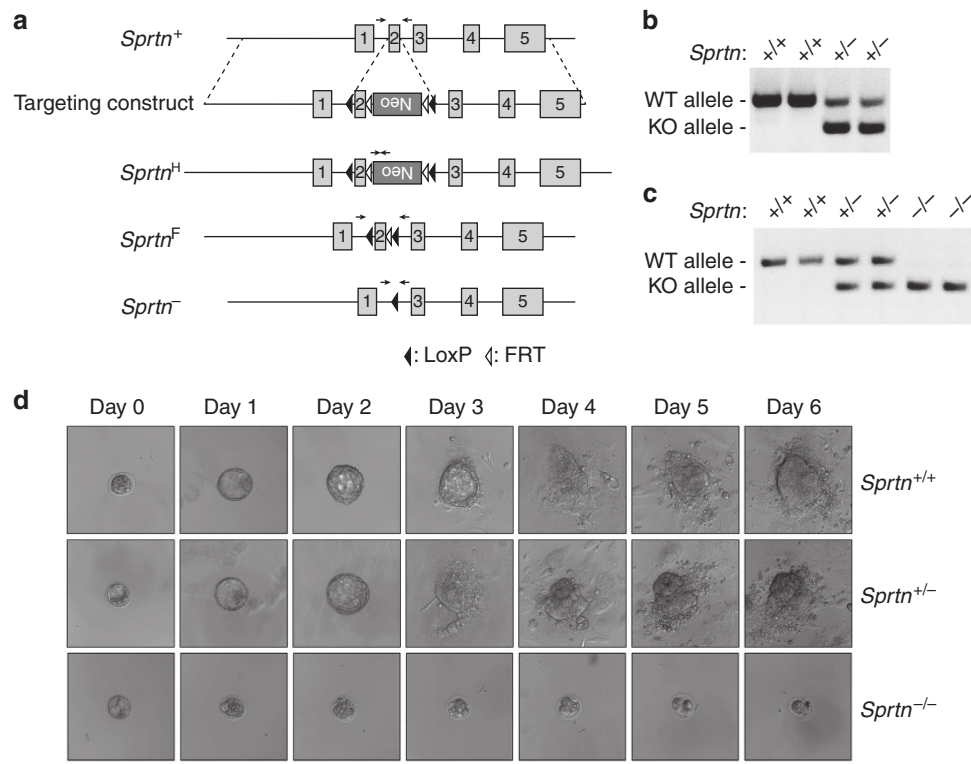 a
Sprtn+ 1 2 3 4 5
Targeting construct 1 2 Neo 3 4 5
SprtnH 1 2 Neo 3 4 5
SprtnF 1 2 3 4 5
Sprtn– 1 3 4 5
: LoxP : FRT
b
Sprtn: +/+ +/+ +/– +/–
WT allele -
KO allele -
c
Sprtn: +/+ +/+ +/– +/– –/– –/–
WT allele -
KO allele -
d
Day 0 Day 1 Day 2 Day 3 Day 4 Day 5 Day 6
Sprtn+/+
Sprtn+/–
Sprtn–/–